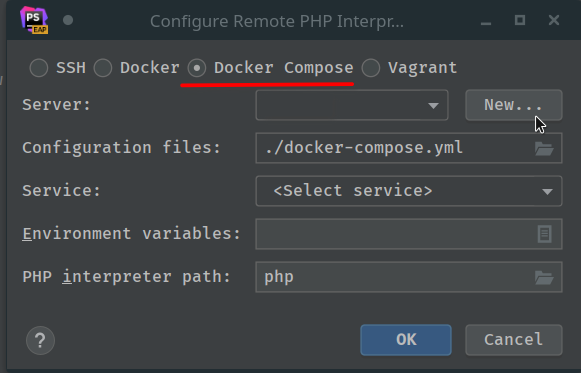 PS
EAP
Configure Remote PHP Interpr...
SSH Docker Docker Compose Vagrant
Server: New...
Configuration files: ./docker-compose.yml
Service: <Select service>
Environment variables:
PHP interpreter path: php
? OK Cancel